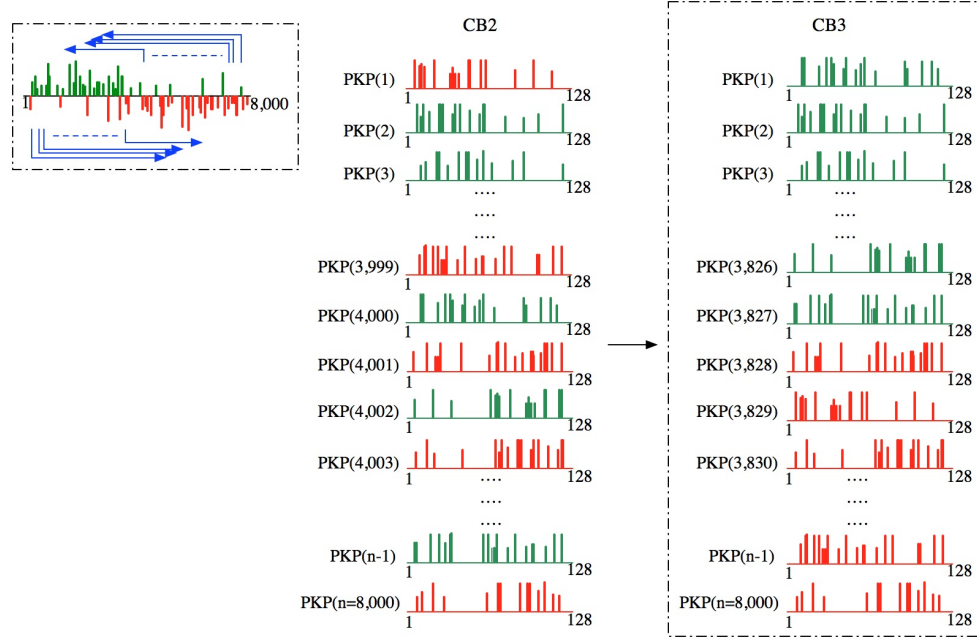 1 8,000
CB2
PKP(1)
1 128
PKP(2)
1 128
PKP(3)
1 128
....
....
....
PKP(3,999)
1 128
PKP(4,000)
1 128
PKP(4,001)
1 128
PKP(4,002)
1 128
PKP(4,003)
1 128
....
....
....
PKP(n-1)
1 128
PKP(n=8,000)
1 128
CB3
PKP(1)
1 128
PKP(2)
1 128
PKP(3)
1 128
....
....
....
PKP(3,826)
1 128
PKP(3,827)
1 128
PKP(3,828)
1 128
PKP(3,829)
1 128
PKP(3,830)
1 128
....
....
....
PKP(n-1)
1 128
PKP(n=8,000)
1 128